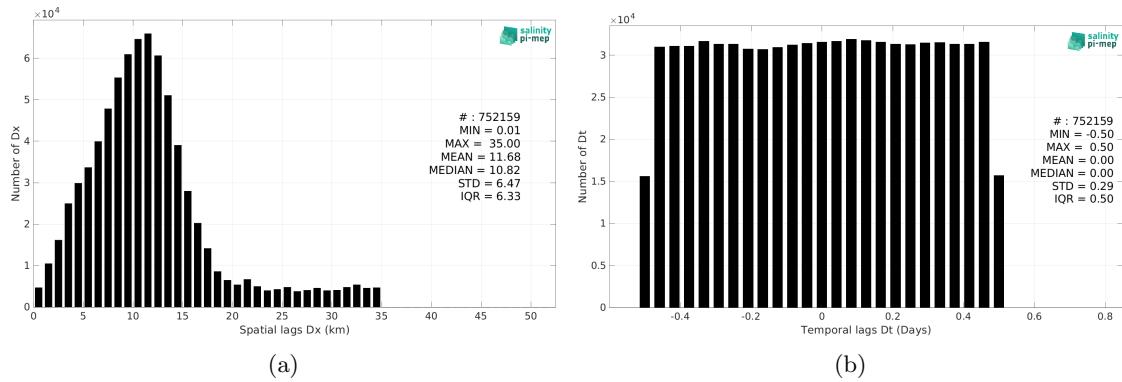 ×10^4
salinity
pi-mep
6
5
4
3
2
1
0
Number of Dx
# : 752159
MIN = 0.01
MAX = 35.00
MEAN = 11.68
MEDIAN = 10.82
STD = 6.47
IQR = 6.33
0 5 10 15 20 25 30 35 40 45 50
Spatial lags Dx (km)
(a)
×10^4
salinity
pi-mep
3
2.5
2
1.5
1
0.5
0
Number of Dt
# : 752159
MIN = -0.50
MAX = 0.50
MEAN = 0.00
MEDIAN = 0.00
STD = 0.29
IQR = 0.50
-0.4 -0.2 0 0.2 0.4 0.6 0.8
Temporal lags Dt (Days)
(b)